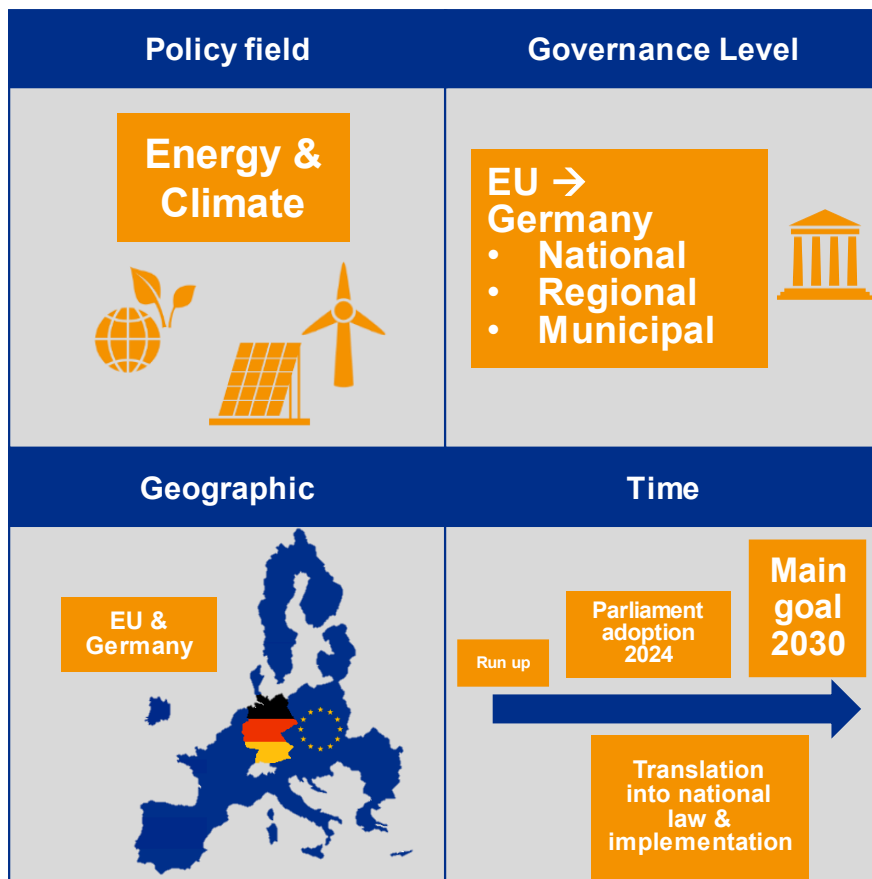 Policy field
Governance Level
Energy &
Climate
EU →
Germany
• National
• Regional
• Municipal
Geographic
Time
EU &
Germany
Run up
Parliament
adoption
2024
Main
goal
2030
Translation
into national
law &
implementation